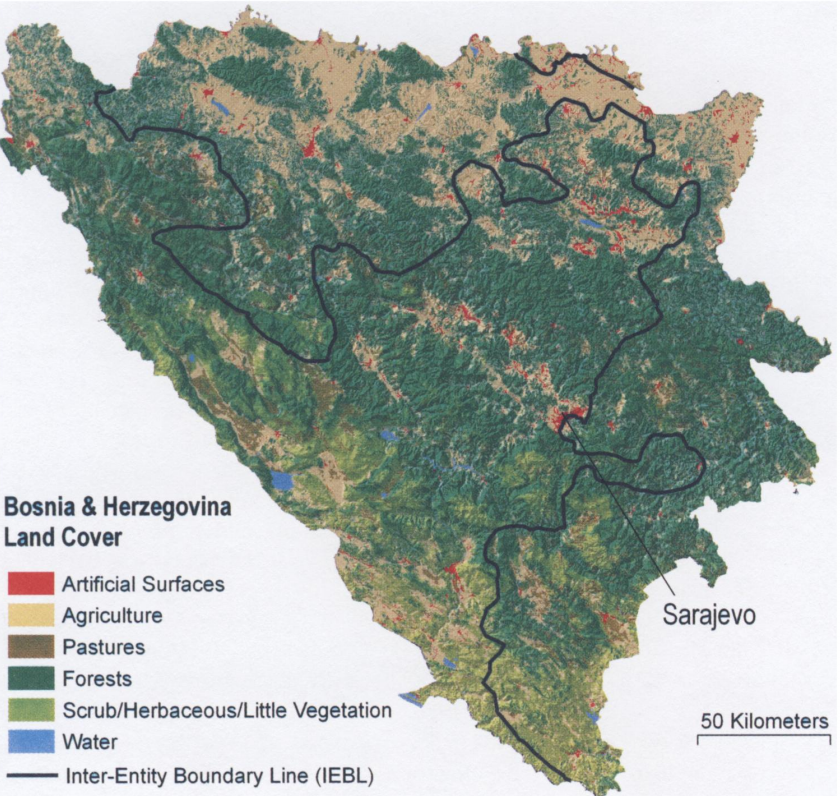 Bosnia & Herzegovina
Land Cover
Artificial Surfaces
Agriculture
Pastures
Forests
Scrub/Herbaceous/Little Vegetation
Water
Inter-Entity Boundary Line (IEBL)
Sarajevo
50 Kilometers